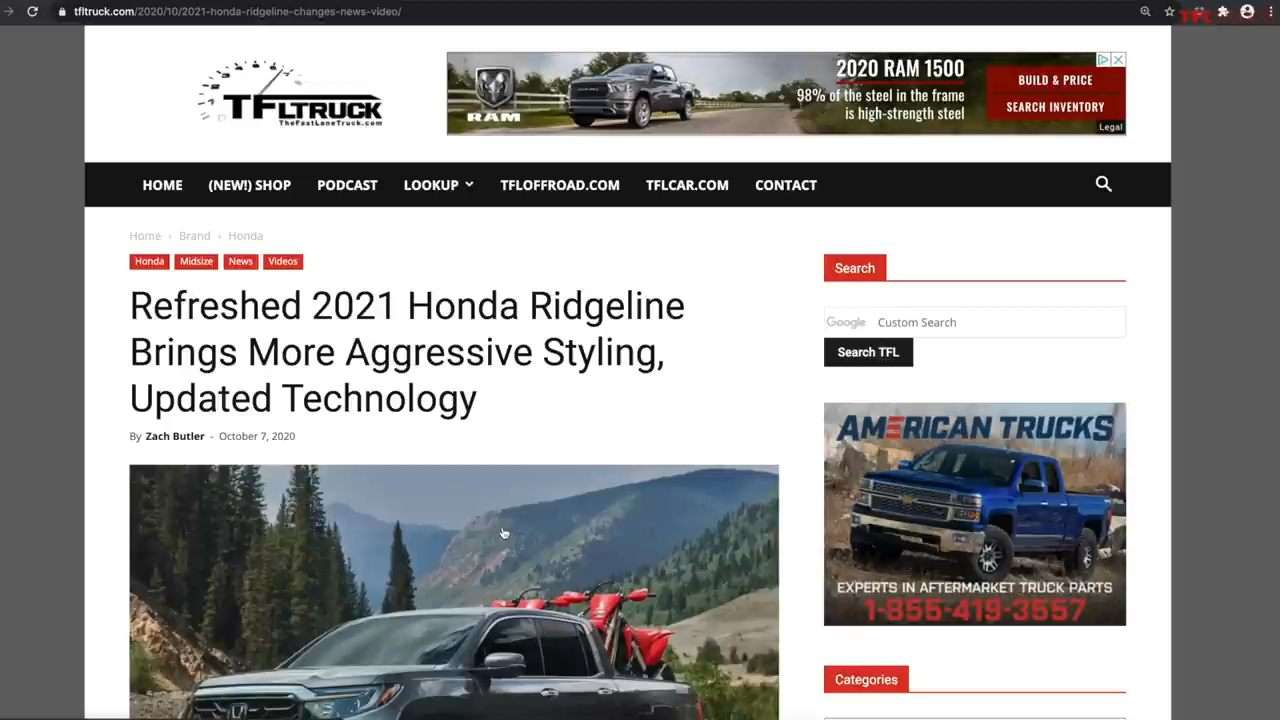 tfltruck.com/2020/10/2021-honda-ridgeline-changes-news-video/
TFLTRUCK
TheFastLaneTruck.com
RAM
2020 RAM 1500
98% of the steel in the frame
is high-strength steel
BUILD & PRICE
SEARCH INVENTORY
Legal
HOME
(NEW!) SHOP
PODCAST
LOOKUP
TFLOFFROAD.COM
TFLCAR.COM
CONTACT
Home › Brand › Honda
Honda
Midsize
News
Videos
Refreshed 2021 Honda Ridgeline
Brings More Aggressive Styling,
Updated Technology
By Zach Butler - October 7, 2020
Search
Google Custom Search
Search TFL
AMERICAN TRUCKS
EXPERTS IN AFTERMARKET TRUCK PARTS
1-855-419-3557
Categories